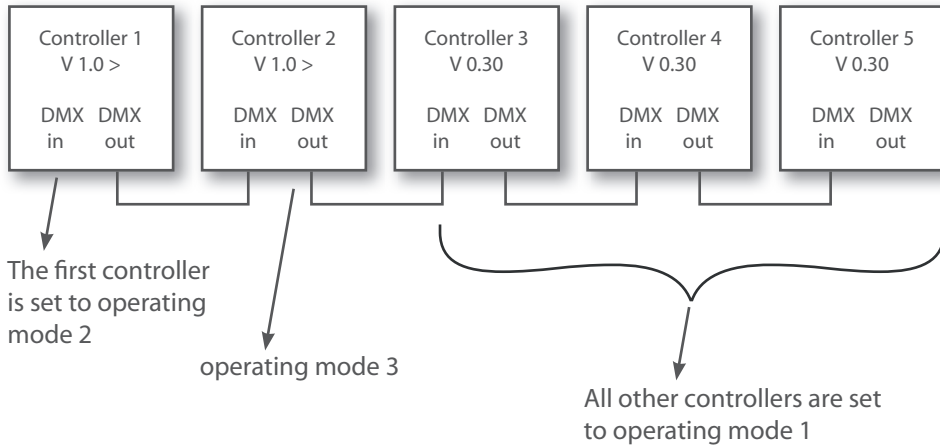 Controller 1
V 1.0 >
DMX DMX
in out
Controller 2
V 1.0 >
DMX DMX
in out
Controller 3
V 0.30
DMX DMX
in out
Controller 4
V 0.30
DMX DMX
in out
Controller 5
V 0.30
DMX DMX
in out
The first controller
is set to operating
mode 2
operating mode 3
All other controllers are set
to operating mode 1